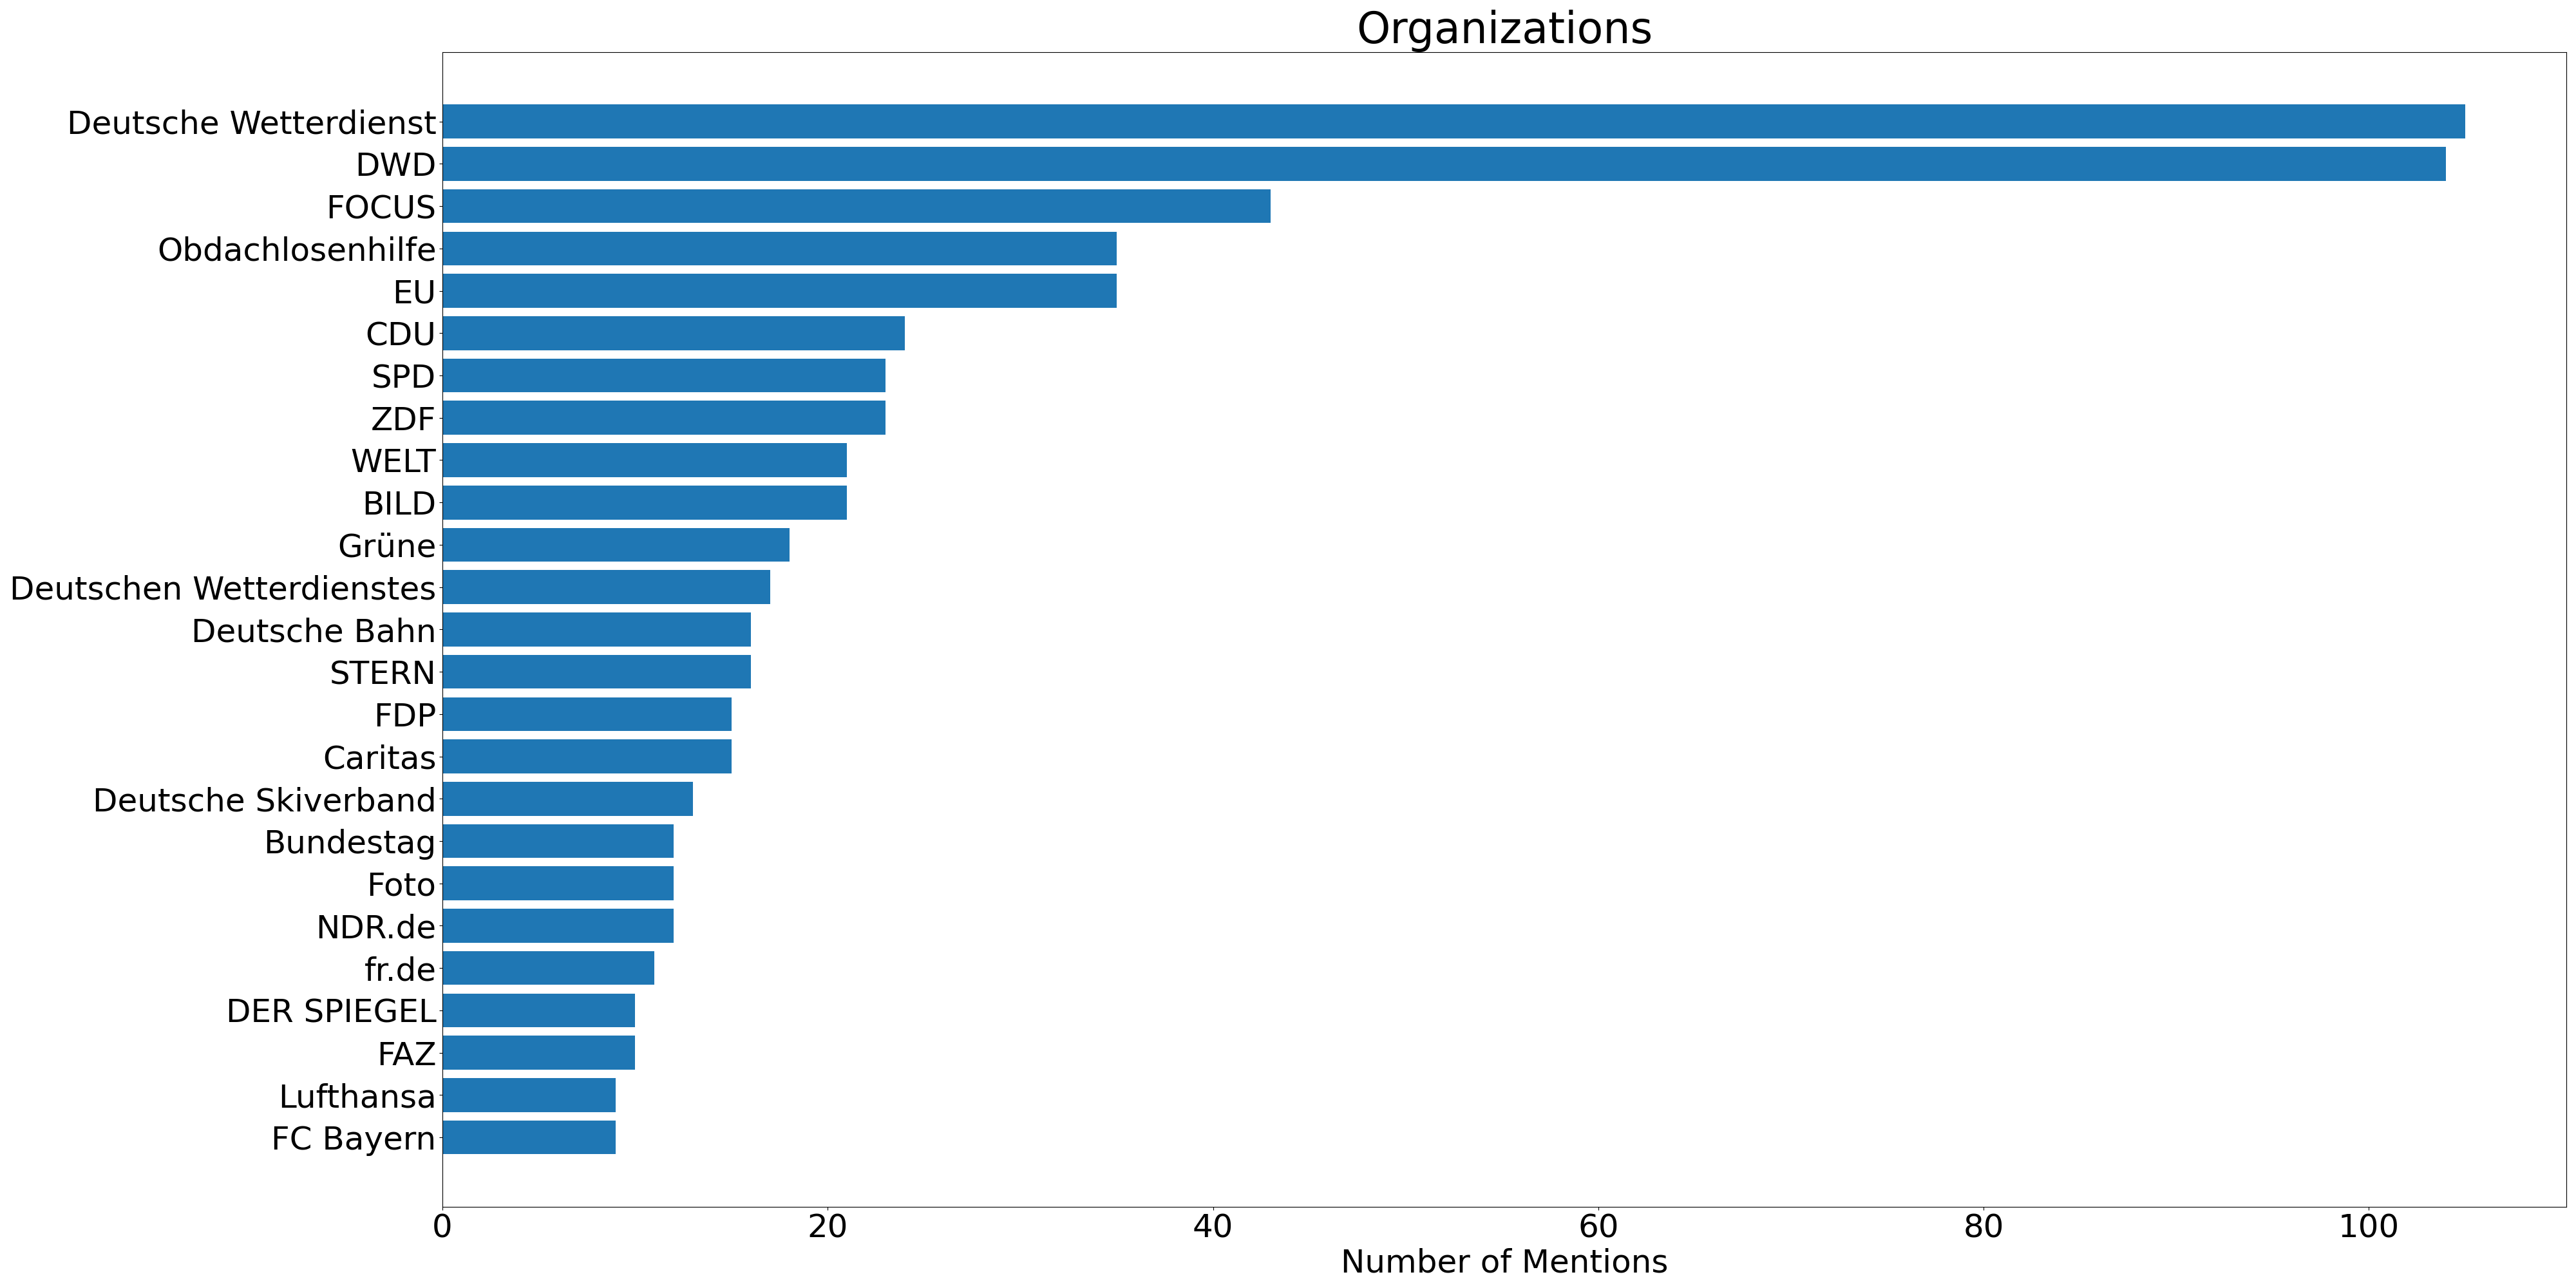 Organizations
Deutsche Wetterdienst
DWD
FOCUS
Obdachlosenhilfe
EU
CDU
SPD
ZDF
WELT
BILD
Grüne
Deutschen Wetterdienstes
Deutsche Bahn
STERN
FDP
Caritas
Deutsche Skiverband
Bundestag
Foto
NDR.de
fr.de
DER SPIEGEL
FAZ
Lufthansa
FC Bayern
0 20 40 60 80 100
Number of Mentions